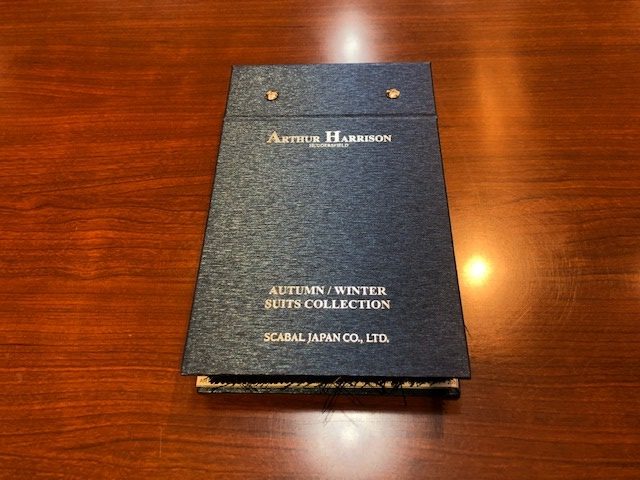 ARTHUR HARRISON
HUDDERSFIELD
AUTUMN / WINTER
SUITS COLLECTION
SCABAL JAPAN CO., LTD.